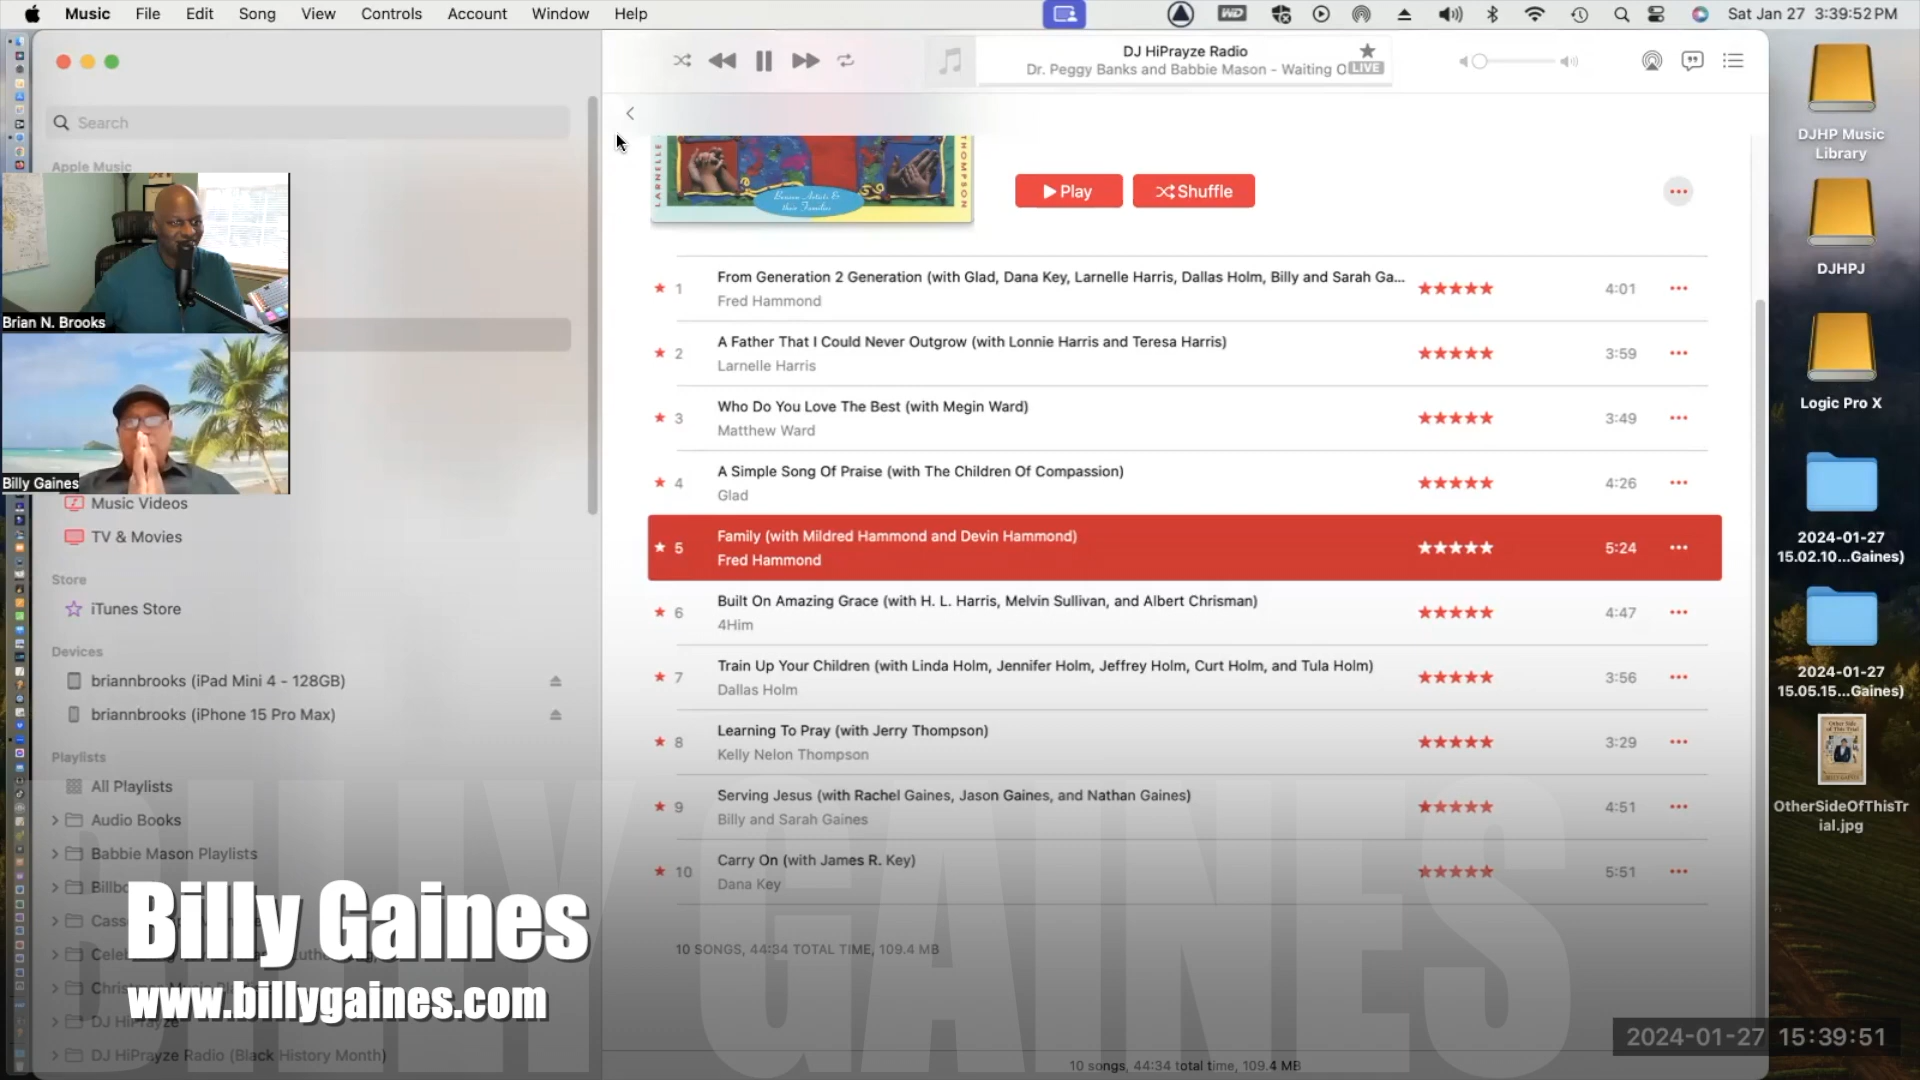 Music File Edit Song View Controls Account Window Help
Sat Jan 27 3:39:52 PM
DJ HiPrayze Radio
Dr. Peggy Banks and Babbie Mason - Waiting O
LIVE
Search
Apple Music
LARNELLE
THOMPSON
Brian N. Brooks
Billy Gaines
Music Videos
TV & Movies
Store
iTunes Store
Devices
briannbrooks (iPad Mini 4 - 128GB)
briannbrooks (iPhone 15 Pro Max)
Playlists
All Playlists
Audio Books
Babbie Mason Playlists
DJ HiPrayze
DJ HiPrayze Radio (Black History Month)
Play Shuffle
1 From Generation 2 Generation (with Glad, Dana Key, Larnelle Harris, Dallas Holm, Billy and Sarah Ga... 4:01
Fred Hammond
2 A Father That I Could Never Outgrow (with Lonnie Harris and Teresa Harris) 3:59
Larnelle Harris
3 Who Do You Love The Best (with Megin Ward) 3:49
Matthew Ward
4 A Simple Song Of Praise (with The Children Of Compassion) 4:26
Glad
5 Family (with Mildred Hammond and Devin Hammond) 5:24
Fred Hammond
6 Built On Amazing Grace (with H. L. Harris, Melvin Sullivan, and Albert Chrisman) 4:47
4Him
7 Train Up Your Children (with Linda Holm, Jennifer Holm, Jeffrey Holm, Curt Holm, and Tula Holm) 3:56
Dallas Holm
8 Learning To Pray (with Jerry Thompson) 3:29
Kelly Nelon Thompson
9 Serving Jesus (with Rachel Gaines, Jason Gaines, and Nathan Gaines) 4:51
Billy and Sarah Gaines
10 Carry On (with James R. Key) 5:51
Dana Key
10 SONGS, 44:34 TOTAL TIME, 109.4 MB
10 songs, 44:34 total time, 109.4 MB
DJHP Music
Library
DJHPJ
Logic Pro X
2024-01-27
15.02.10...Gaines)
2024-01-27
15.05.15...Gaines)
OtherSideOfThisTr
ial.jpg
BILLY GAINES
Billy Gaines
www.billygaines.com
2024-01-27 15:39:51